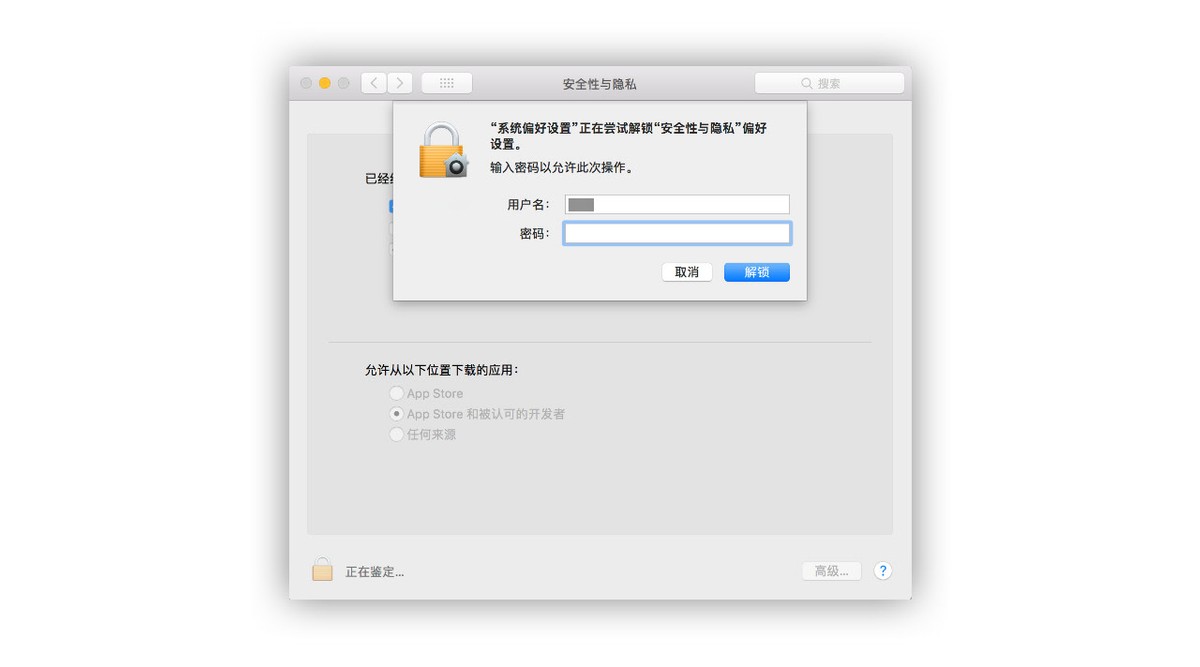 安全性与隐私
搜索
“系统偏好设置”正在尝试解锁“安全性与隐私”偏好
设置。
输入密码以允许此次操作。
已经
用户名：
密码：
取消
解锁
允许从以下位置下载的应用：
App Store
App Store 和被认可的开发者
任何来源
正在鉴定...
高级...
?